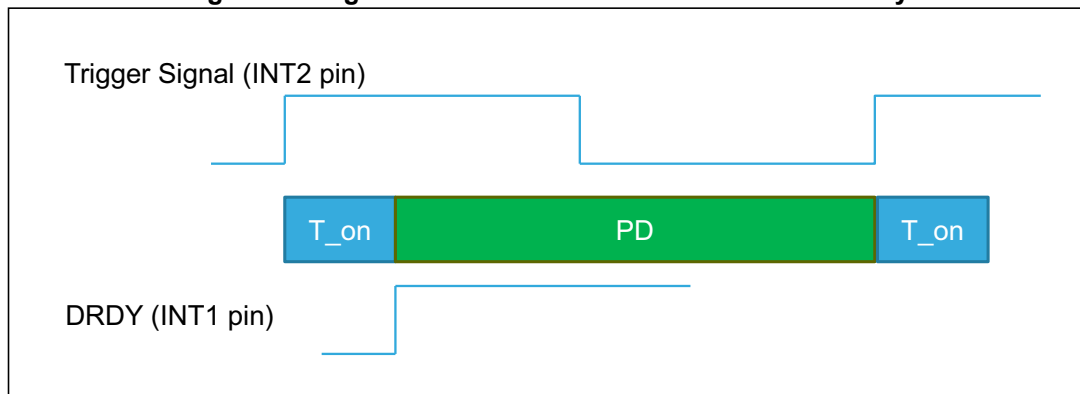 Trigger Signal (INT2 pin)
T_on PD T_on
DRDY (INT1 pin)